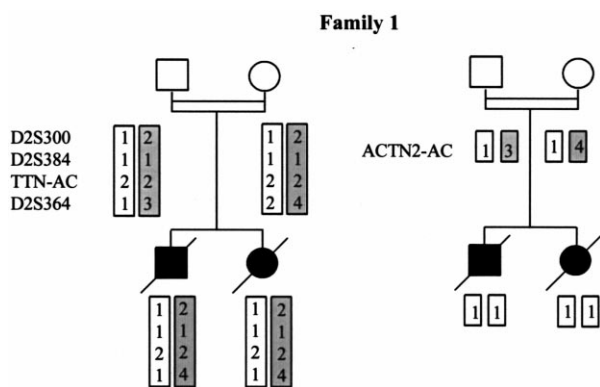 Family 1
D2S300 1 2 1 2
D2S384 1 1 1 1
TTN-AC 2 2 2 2
D2S364 1 3 2 4
1 2 1 2
1 1 1 1
2 2 2 2
1 4 1 4
ACTN2-AC 1 3 1 4
1 1 1 1